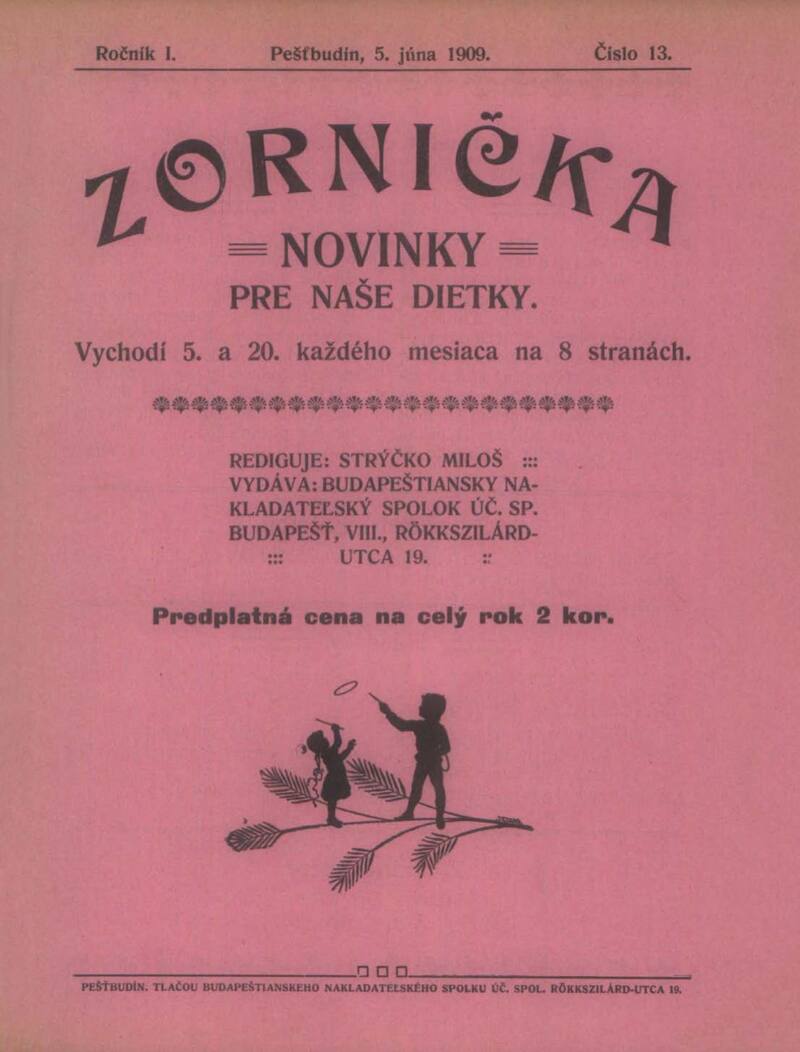 Ročník I. Pešťbudín, 5. júna 1909. Číslo 13.
ZORNIČKA
NOVINKY
PRE NAŠE DIETKY.
Vychodí 5. a 20. každého mesiaca na 8 stranách.
REDIGUJE: STRÝČKO MILOŠ :::
VYDÁVA: BUDAPEŠTIANSKY NA-
KLADATEĽSKÝ SPOLOK ÚČ. SP.
BUDAPEŠŤ, VIII., RÖKKSZILÁRD-
::: UTCA 19. ::
Predplatná cena na celý rok 2 kor.
PEŠŤBUDÍN. TLAČOU BUDAPEŠTIANSKEHO NAKLADATEĽSKÉHO SPOLKU ÚČ. SPOL. RÖKKSZILÁRD-UTCA 19.